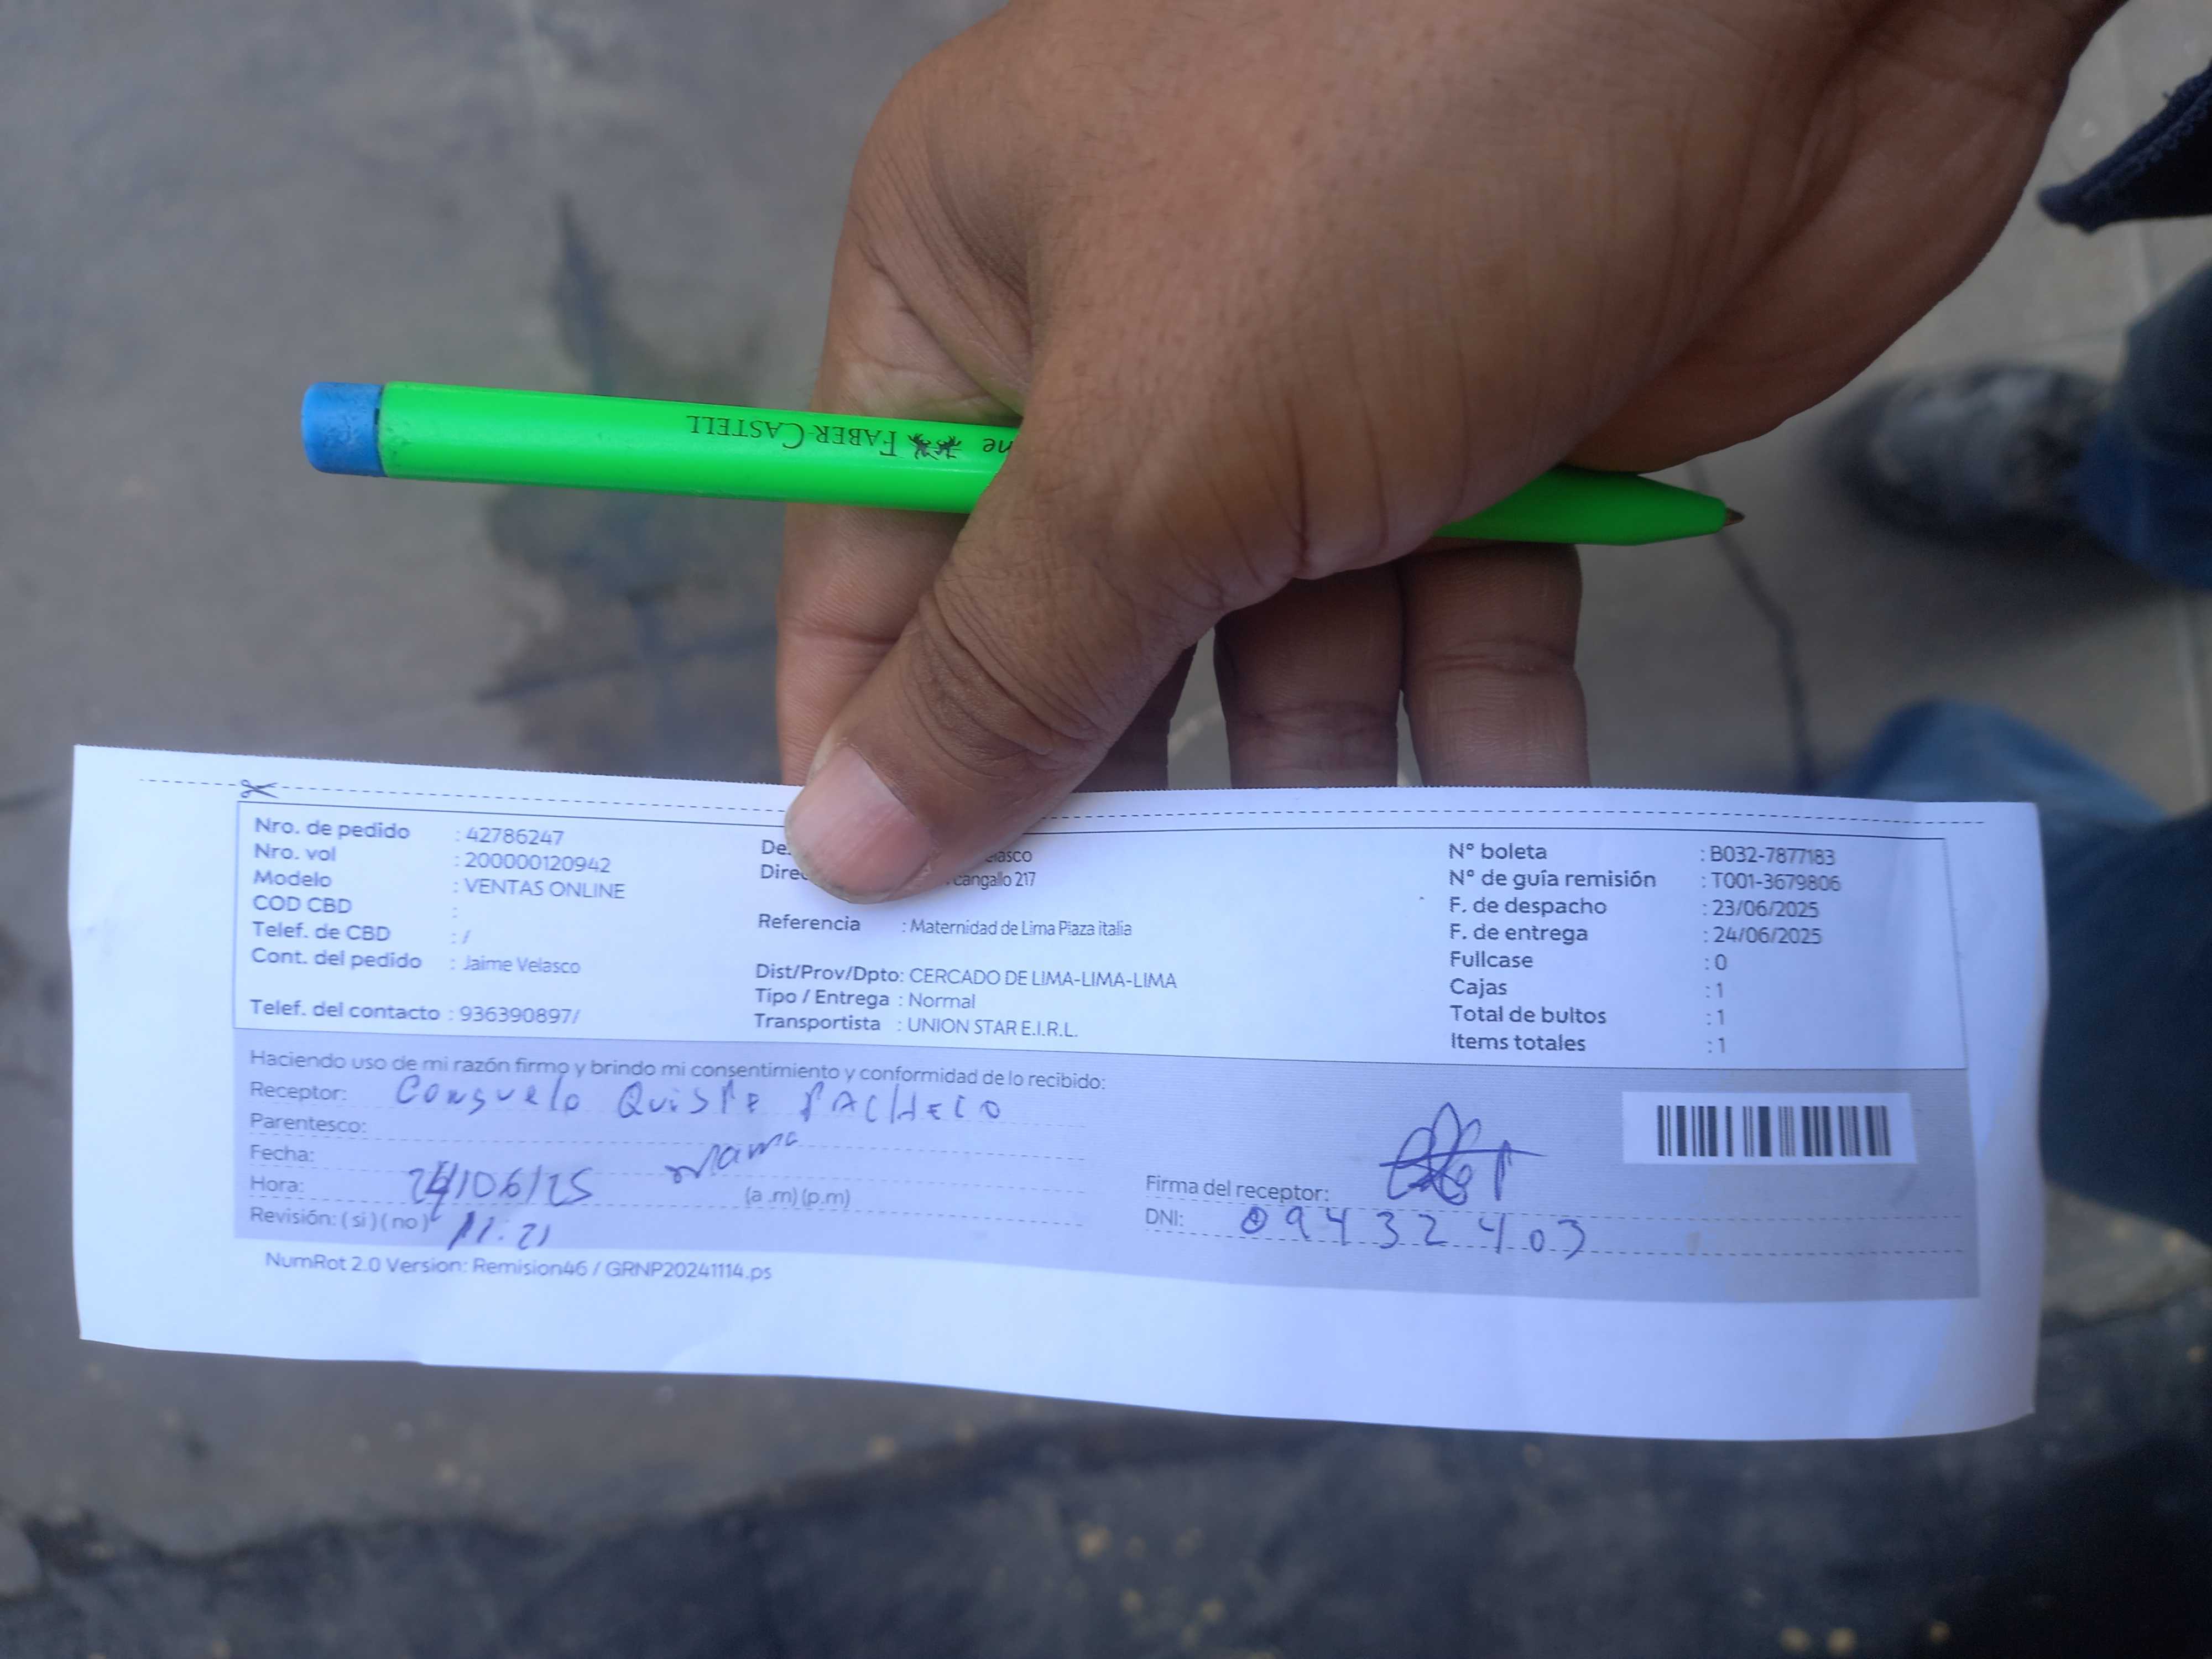 ne FABER-CASTELL
Nro. de pedido : 42786247
Nro. vol : 200000120942
Modelo : VENTAS ONLINE
COD CBD :
Telef. de CBD : /
Cont. del pedido : Jaime Velasco
Telef. del contacto : 936390897/
De elasco
Direc cangallo 217
Referencia : Maternidad de Lima Plaza italia
Dist/Prov/Dpto: CERCADO DE LIMA-LIMA-LIMA
Tipo / Entrega : Normal
Transportista : UNION STAR E.I.R.L.
N° boleta : B032-7877183
N° de guía remisión : T001-3679806
F. de despacho : 23/06/2025
F. de entrega : 24/06/2025
Fullcase : 0
Cajas : 1
Total de bultos : 1
Items totales : 1
Haciendo uso de mi razón firmo y brindo mi consentimiento y conformidad de lo recibido:
Receptor: Consuelo QuisPe PACHECO
Parentesco: Mama
Fecha: 24/06/25
Hora: 11:21 (a .m) (p.m)
Revisión: ( si ) ( no )
Firma del receptor:
DNI: 09432403
NumRot 2.0 Version: Remision46 / GRNP20241114.ps